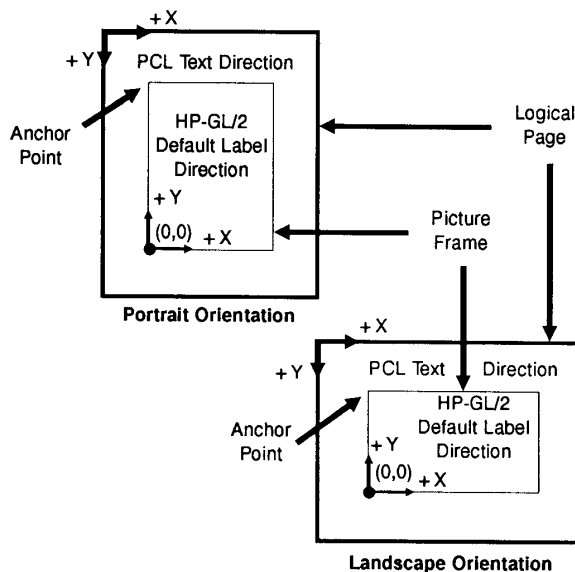 + X
+ Y
PCL Text Direction
Anchor
Point
HP-GL/2
Default Label
Direction
+ Y
(0,0)
+ X
Logical
Page
Picture
Frame
Portrait Orientation
+ X
+ Y
PCL Text Direction
Anchor
Point
HP-GL/2
Default Label
Direction
+ Y
(0,0)
+ X
Landscape Orientation